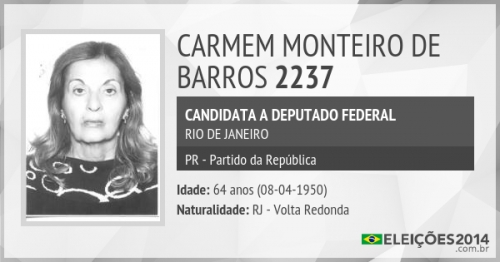 CARMEM MONTEIRO DE
BARROS 2237
CANDIDATA A DEPUTADO FEDERAL
RIO DE JANEIRO
PR - Partido da República
Idade: 64 anos (08-04-1950)
Naturalidade: RJ - Volta Redonda
ELEIÇÕES2014
.com.br